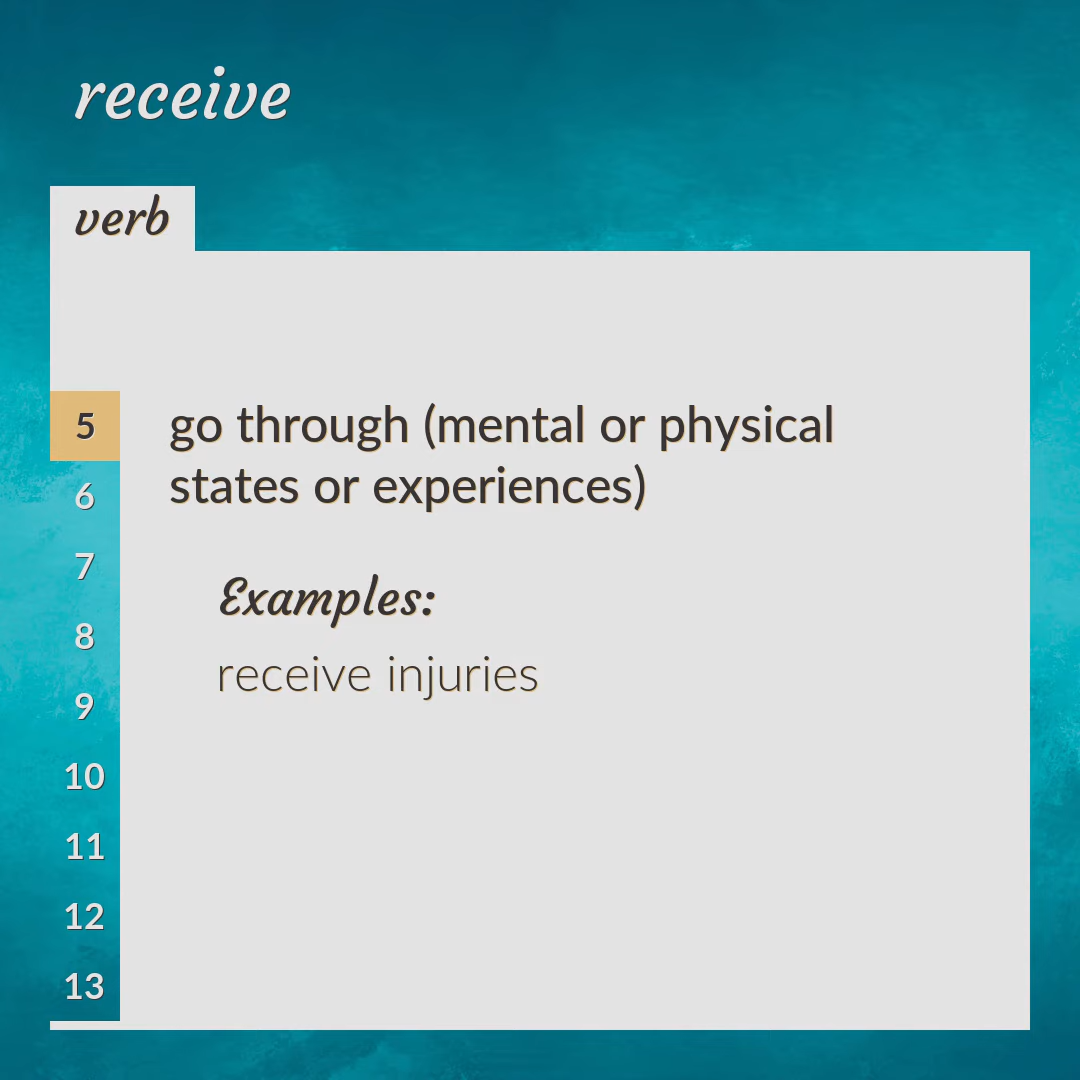 receive
verb
5
go through (mental or physical
states or experiences)
6
7
Examples:
8
receive injuries
9
10
11
12
13